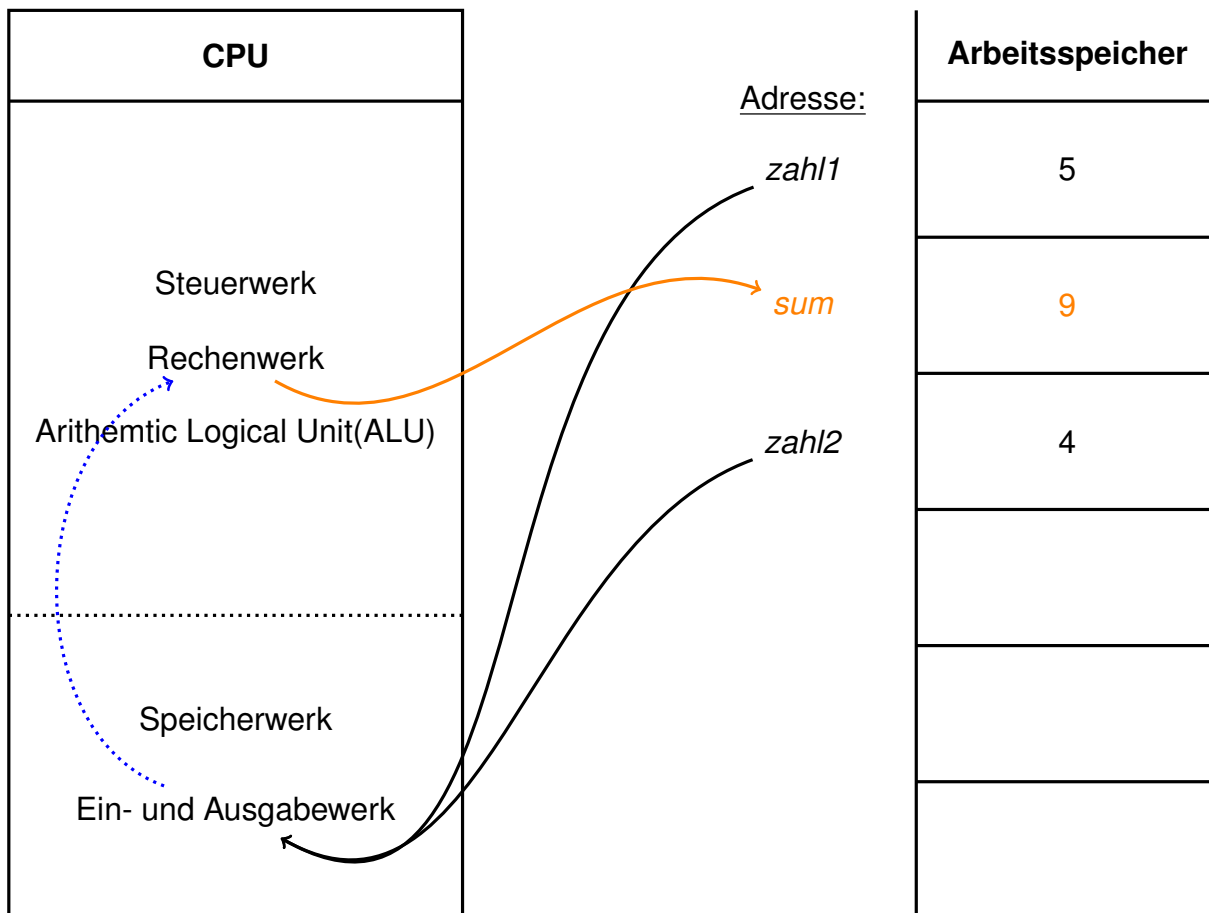 CPU
Steuerwerk
Rechenwerk
Arithemtic Logical Unit(ALU)
Speicherwerk
Ein- und Ausgabewerk
Adresse:
zahl1
sum
zahl2
Arbeitsspeicher
5
9
4